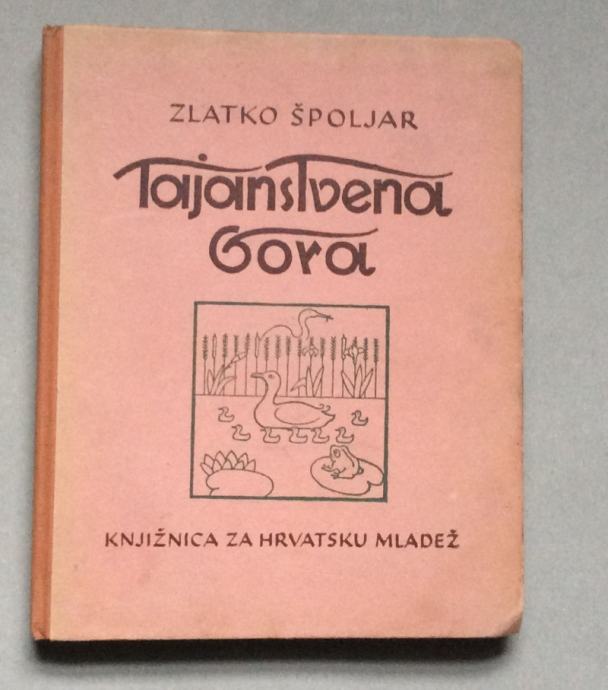 ZLATKO ŠPOLJAR
Tajanstvena
Gora
KNJIŽNICA ZA HRVATSKU MLADEŽ